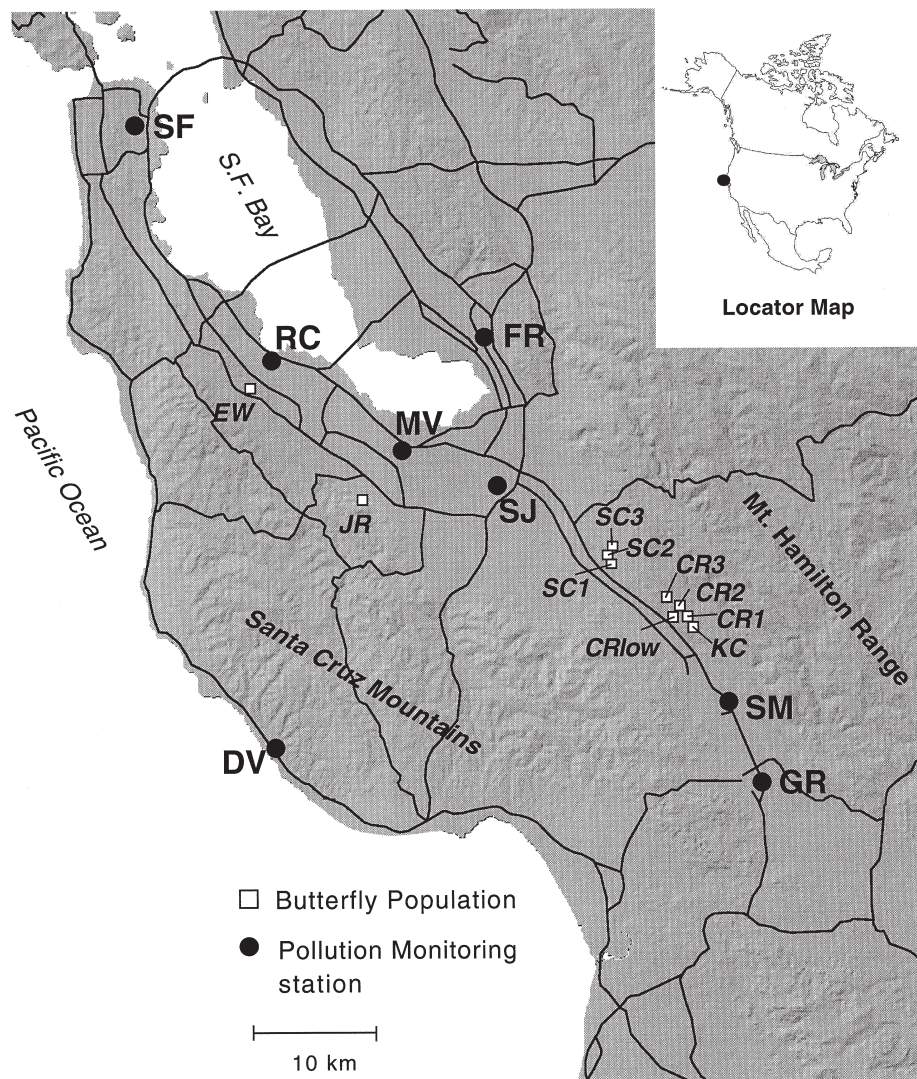 SF
S.F. Bay
Locator Map
RC
FR
EW
MV
Pacific Ocean
JR
SJ
SC3
SC2
SC1
CR3
CR2
CR1
CRlow
KC
Mt. Hamilton Range
Santa Cruz Mountains
SM
DV
GR
Butterfly Population
Pollution Monitoring
station
10 km